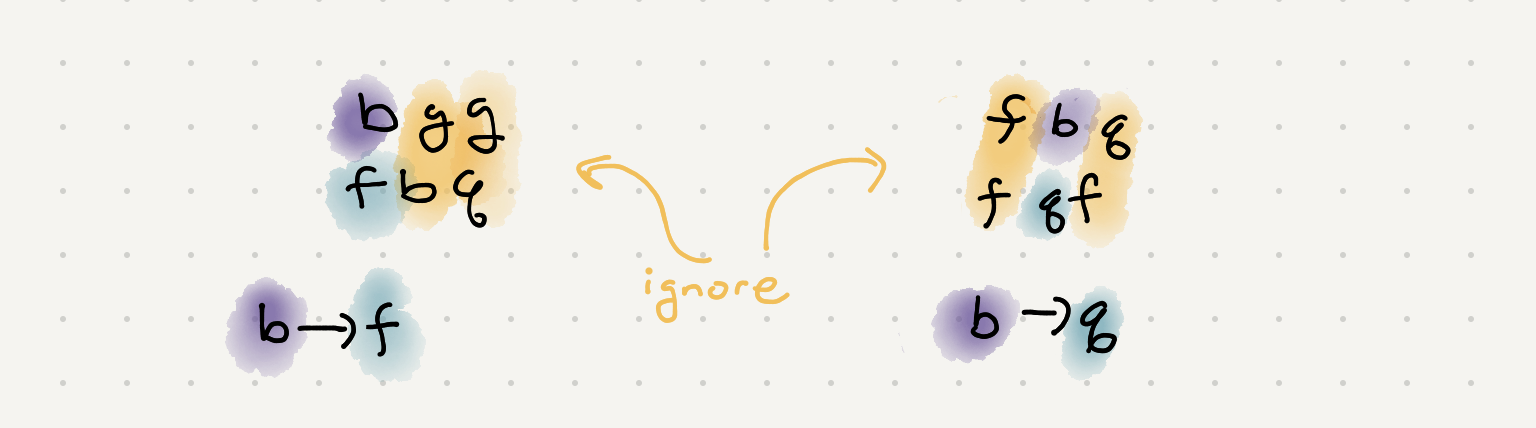 b g g
f b q
b → f
ignore
f b q
f q f
b → q